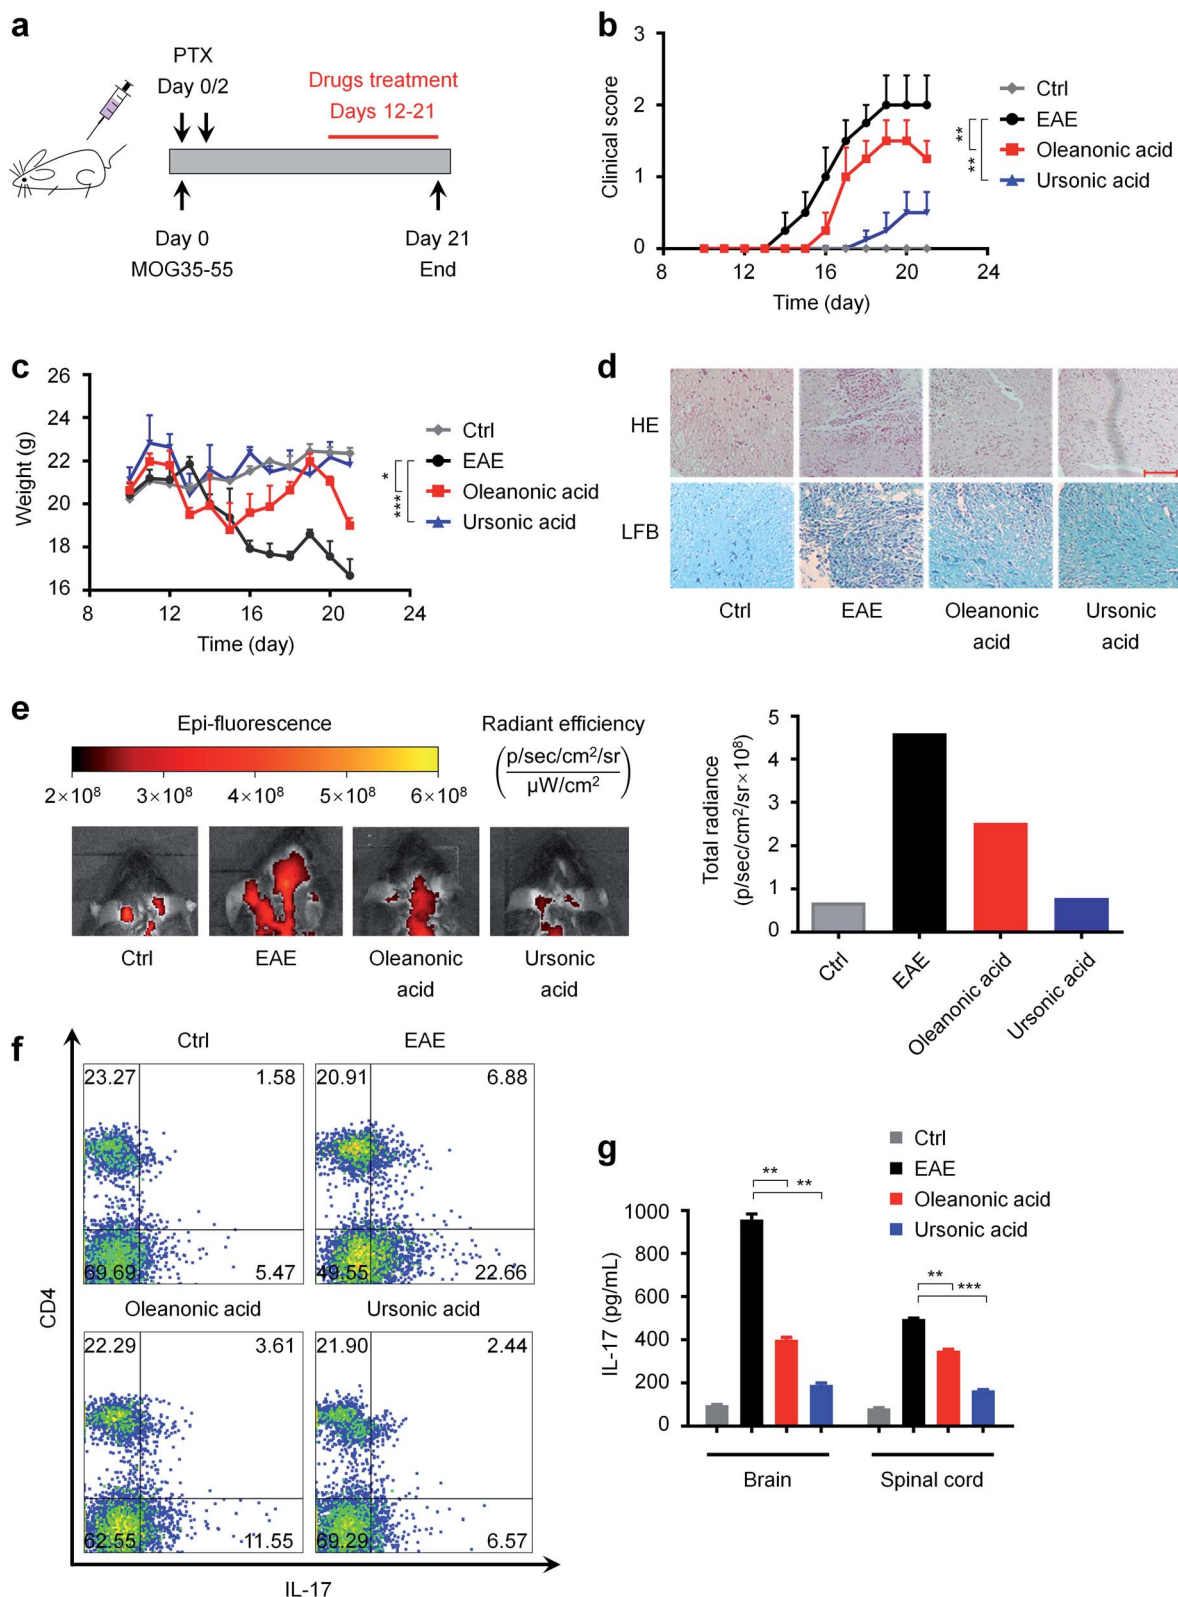 a
PTX
Day 0/2
Drugs treatment
Days 12-21
Day 0
MOG35-55
Day 21
End
b
Clinical score
3
2
1
0
8
12
16
20
24
Time (day)
Ctrl
EAE
Oleanonic acid
Ursonic acid
**
**
c
Weight (g)
26
24
22
20
18
16
8
12
16
20
24
Time (day)
Ctrl
EAE
Oleanonic acid
Ursonic acid
*
***
d
HE
LFB
Ctrl
EAE
Oleanonic
acid
Ursonic
acid
e
Epi-fluorescence
2×10⁸
3×10⁸
4×10⁸
5×10⁸
6×10⁸
Radiant efficiency
(p/sec/cm²/sr
µW/cm²)
Ctrl
EAE
Oleanonic
acid
Ursonic
acid
Total radiance
(p/sec/cm²/sr×10⁸)
5
4
3
2
1
0
Ctrl
EAE
Oleanonic acid
Ursonic acid
f
CD4
Ctrl
23.27 1.58
69.69 5.47
EAE
20.91 6.88
49.55 22.66
Oleanonic acid
22.29 3.61
62.55 11.55
Ursonic acid
21.90 2.44
69.29 6.57
IL-17
g
Ctrl
EAE
Oleanonic acid
Ursonic acid
IL-17 (pg/mL)
1000
800
600
400
200
0
**
**
**
***
Brain
Spinal cord